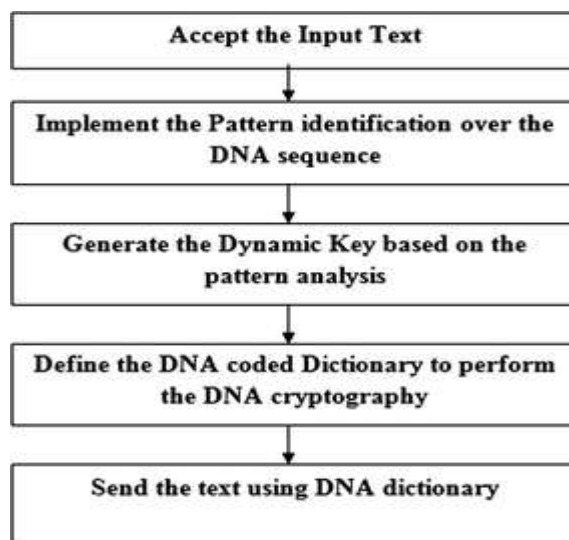 Accept the Input Text
Implement the Pattern identification over the
DNA sequence
Generate the Dynamic Key based on the
pattern analysis
Define the DNA coded Dictionary to perform
the DNA cryptography
Send the text using DNA dictionary